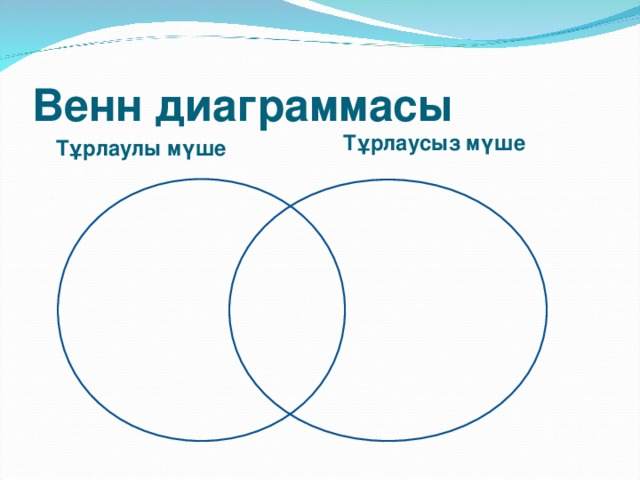 Венн диаграммасы
Тұрлаулы мүше
Тұрлаусыз мүше